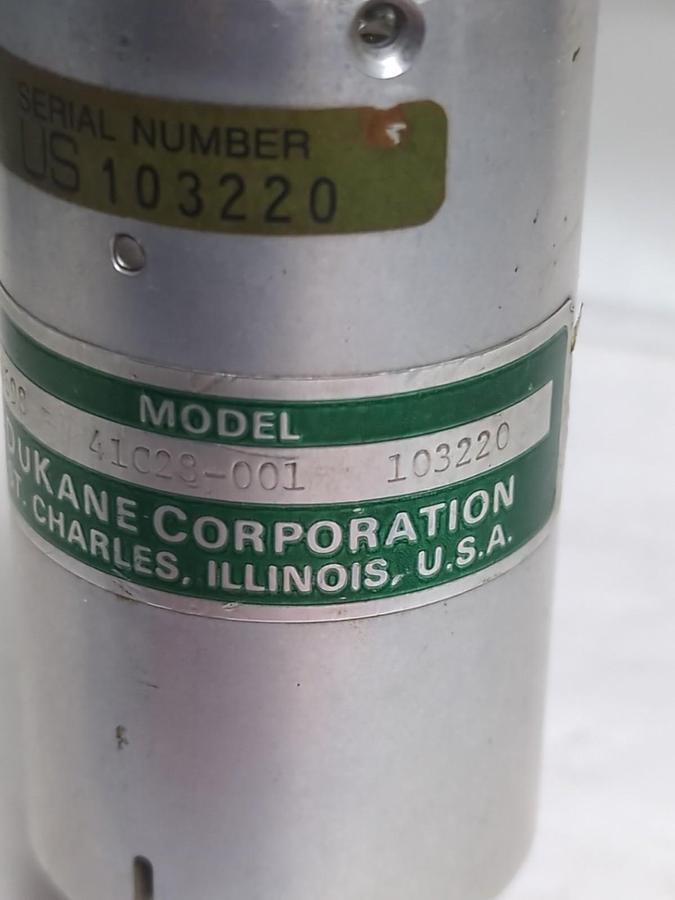 SERIAL NUMBER
US 103220
MODEL
41C28-001 103220
DUKANE CORPORATION
ST. CHARLES, ILLINOIS, U.S.A.